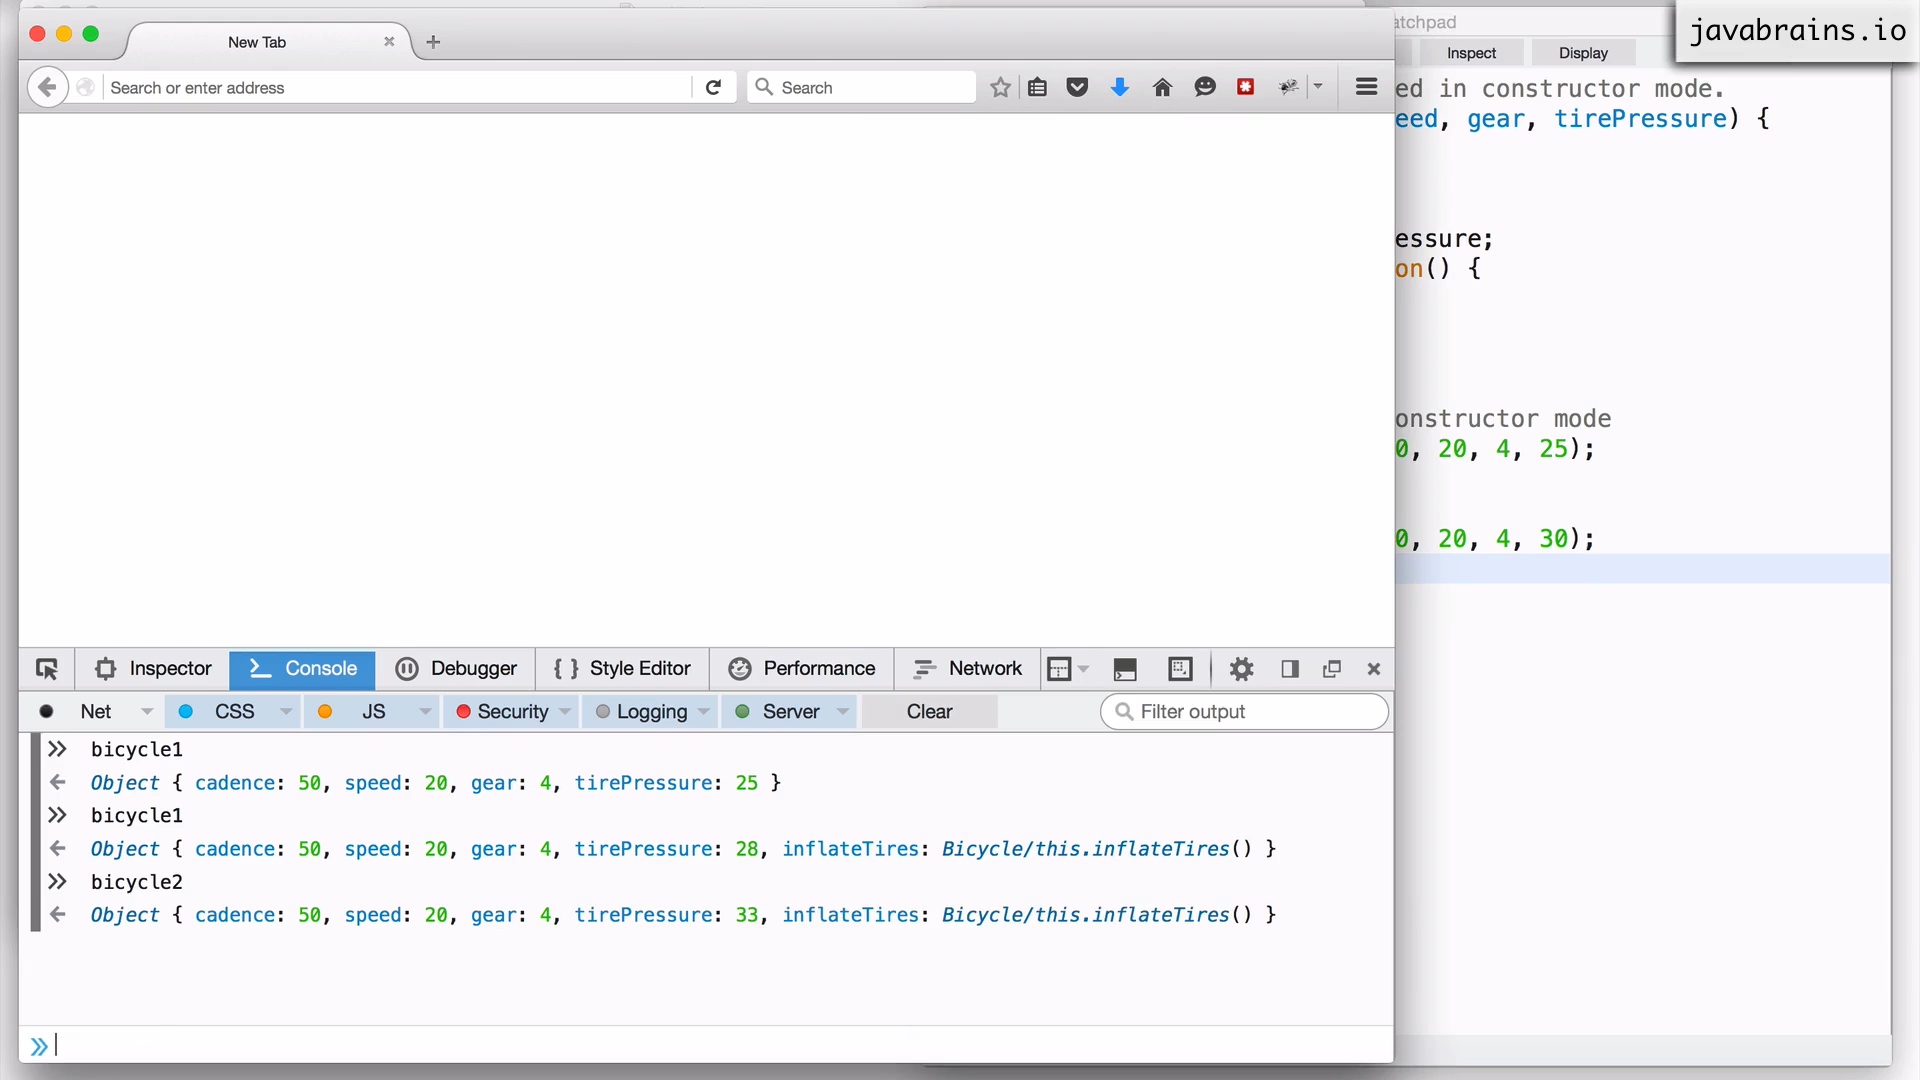 New Tab
Search or enter address
Search
Inspector
Console
Debugger
{ } Style Editor
Performance
Network
Net
CSS
JS
Security
Logging
Server
Clear
Filter output
bicycle1
Object { cadence: 50, speed: 20, gear: 4, tirePressure: 25 }
bicycle1
Object { cadence: 50, speed: 20, gear: 4, tirePressure: 28, inflateTires: Bicycle/this.inflateTires() }
bicycle2
Object { cadence: 50, speed: 20, gear: 4, tirePressure: 33, inflateTires: Bicycle/this.inflateTires() }
atchpad
Inspect
Display
javabrains.io
ed in constructor mode.
eed, gear, tirePressure) {
essure;
on() {
onstructor mode
0, 20, 4, 25);
0, 20, 4, 30);